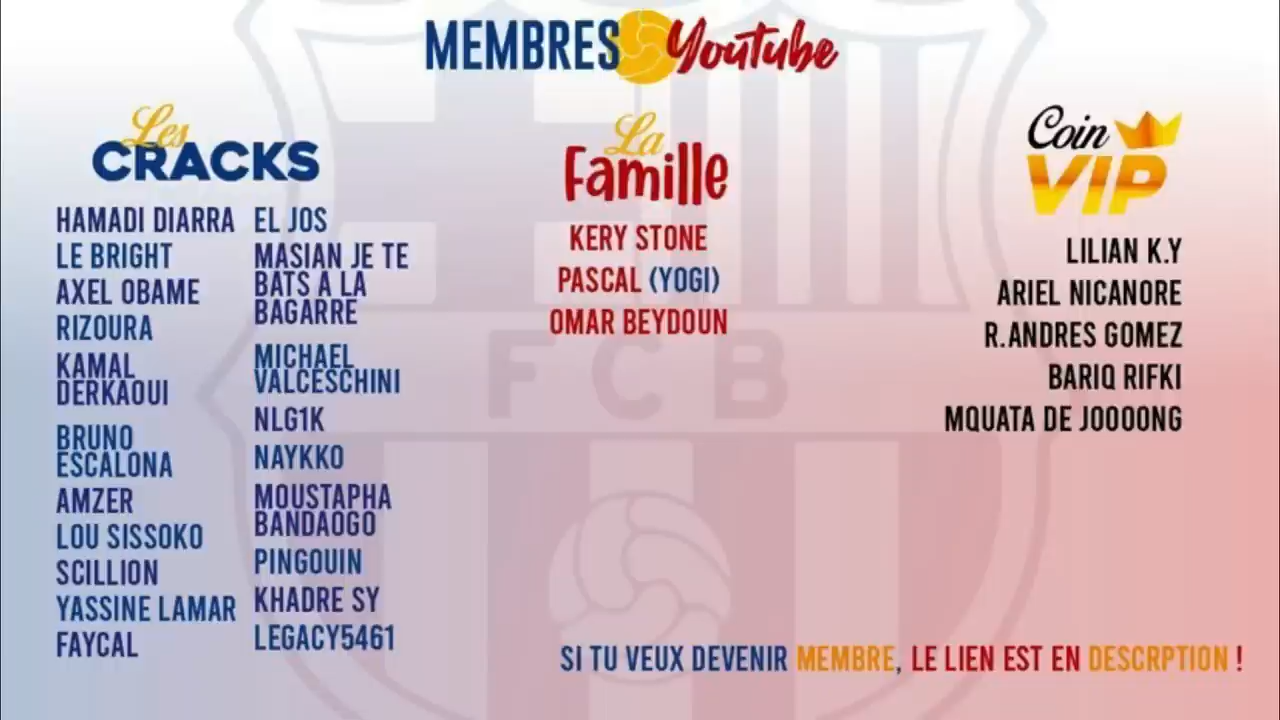 MEMBRES Youtube
Les
CRACKS
HAMADI DIARRA
LE BRIGHT
AXEL OBAME
RIZOURA
KAMAL
DERKAOUI
BRUNO
ESCALONA
AMZER
LOU SISSOKO
SCILLION
YASSINE LAMAR
FAYCAL
EL JOS
MASIAN JE TE
BATS A LA
BAGARRE
MICHAEL
VALCESCHINI
NLG1K
NAYKKO
MOUSTAPHA
BANDAOGO
PINGOUIN
KHADRE SY
LEGACY5461
La
Famille
KERY STONE
PASCAL (YOGI)
OMAR BEYDOUN
Coin
VIP
LILIAN K.Y
ARIEL NICANORE
R.ANDRES GOMEZ
BARIQ RIFKI
MQUATA DE JOOOONG
FCB
SI TU VEUX DEVENIR MEMBRE, LE LIEN EST EN DESCRPTION !